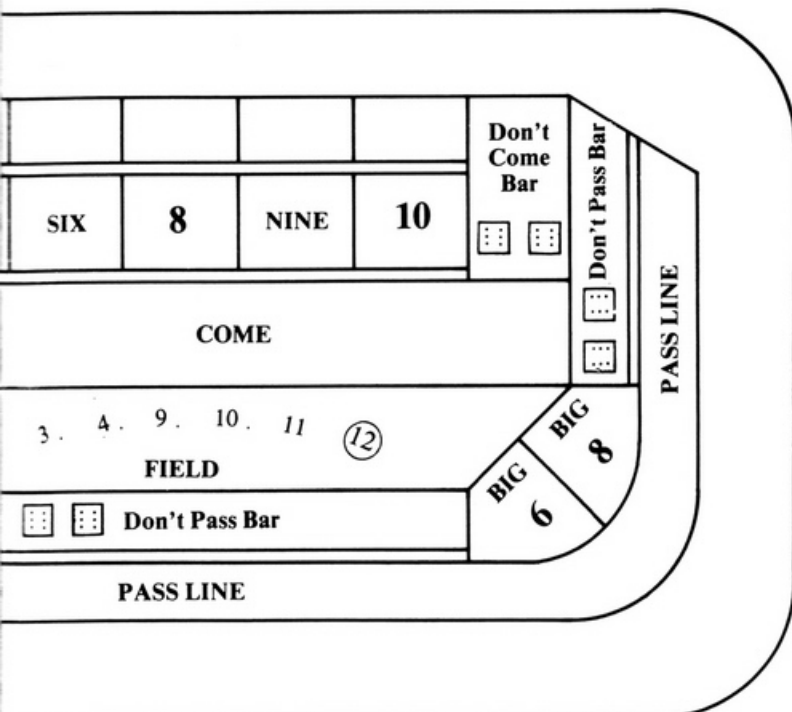 Don't
Come
Bar
Don't Pass Bar
SIX 8 NINE 10
PASS LINE
COME
3. 4. 9. 10. 11 12
FIELD
BIG
8
BIG
6
Don't Pass Bar
PASS LINE